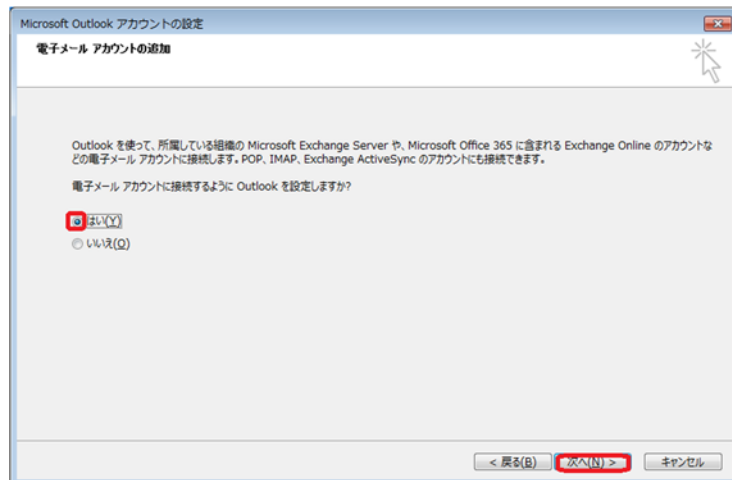 Microsoft Outlook アカウントの設定
電子メール アカウントの追加
Outlook を使って、所属している組織の Microsoft Exchange Server や、Microsoft Office 365 に含まれる Exchange Online のアカウントな
どの電子メール アカウントに接続します。POP、IMAP、Exchange ActiveSync のアカウントにも接続できます。
電子メール アカウントに接続するように Outlook を設定しますか?
はい(Y)
いいえ(O)
< 戻る(B) 次へ(N) > キャンセル